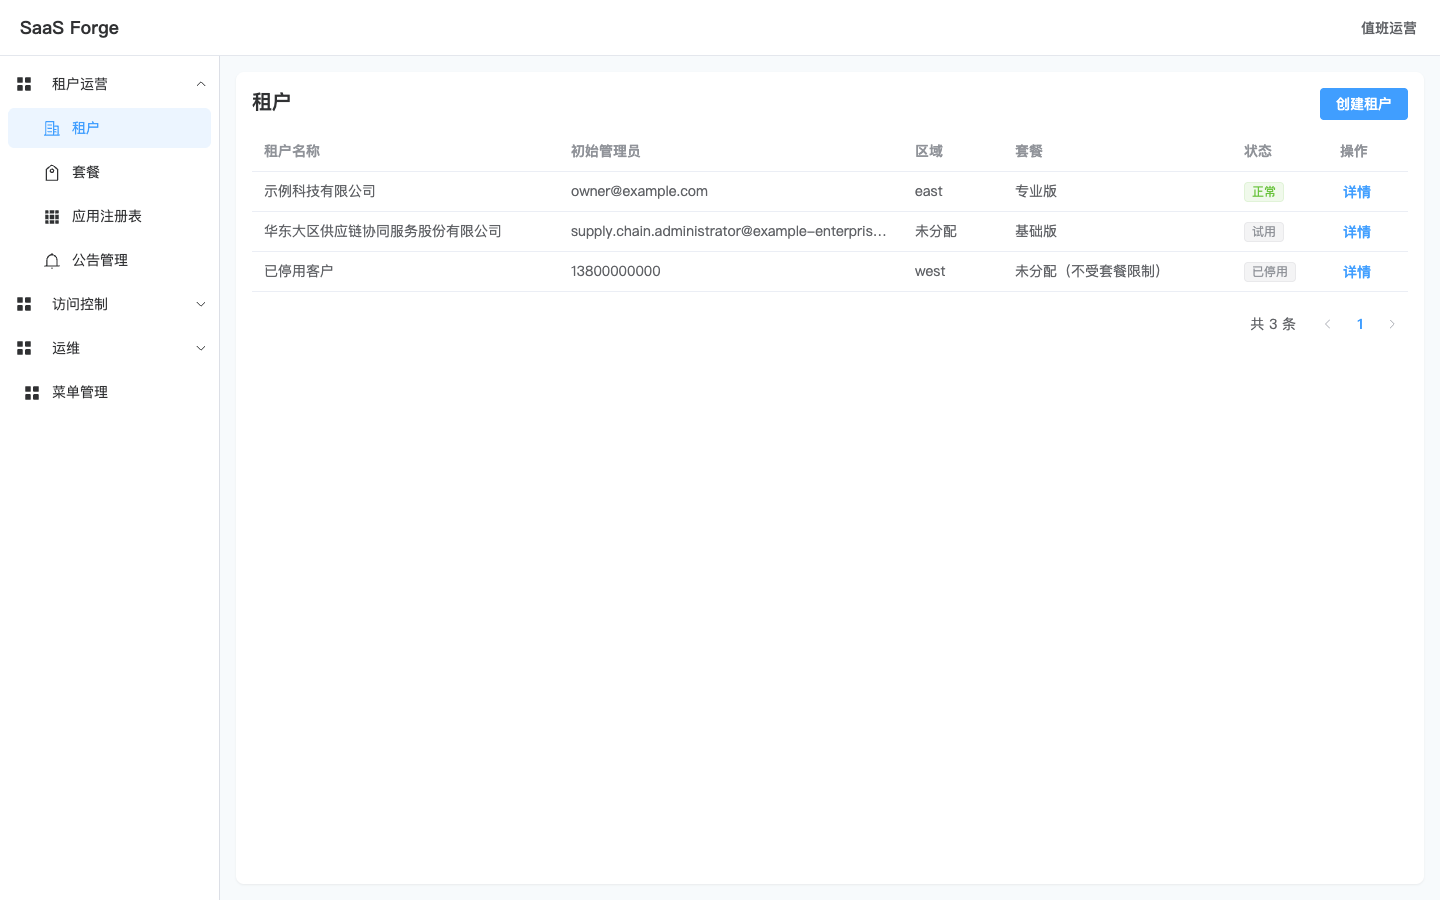 SaaS Forge
值班运营
租户运营
租户
套餐
应用注册表
公告管理
访问控制
运维
菜单管理
租户
创建租户
租户名称 初始管理员 区域 套餐 状态 操作
示例科技有限公司 owner@example.com east 专业版 正常 详情
华东大区供应链协同服务股份有限公司 supply.chain.administrator@example-enterpris... 未分配 基础版 试用 详情
已停用客户 13800000000 west 未分配（不受套餐限制） 已停用 详情
共 3 条 1